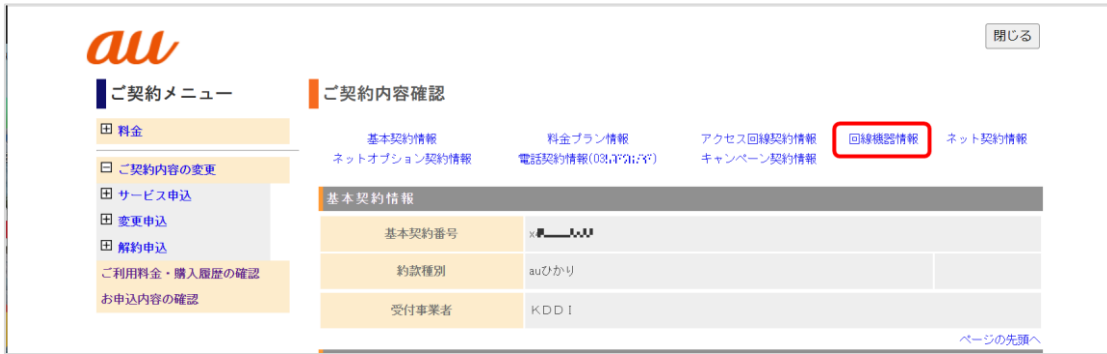 au
閉じる
ご契約メニュー
ご契約内容確認
料金
ご契約内容の変更
サービス申込
変更申込
解約申込
ご利用料金・購入履歴の確認
お申込内容の確認
基本契約情報 料金プラン情報 アクセス回線契約情報 回線機器情報 ネット契約情報
ネットオプション契約情報 電話契約情報 キャンペーン契約情報
基本契約情報
基本契約番号
約款種別 auひかり
受付事業者 KDDI
ページの先頭へ